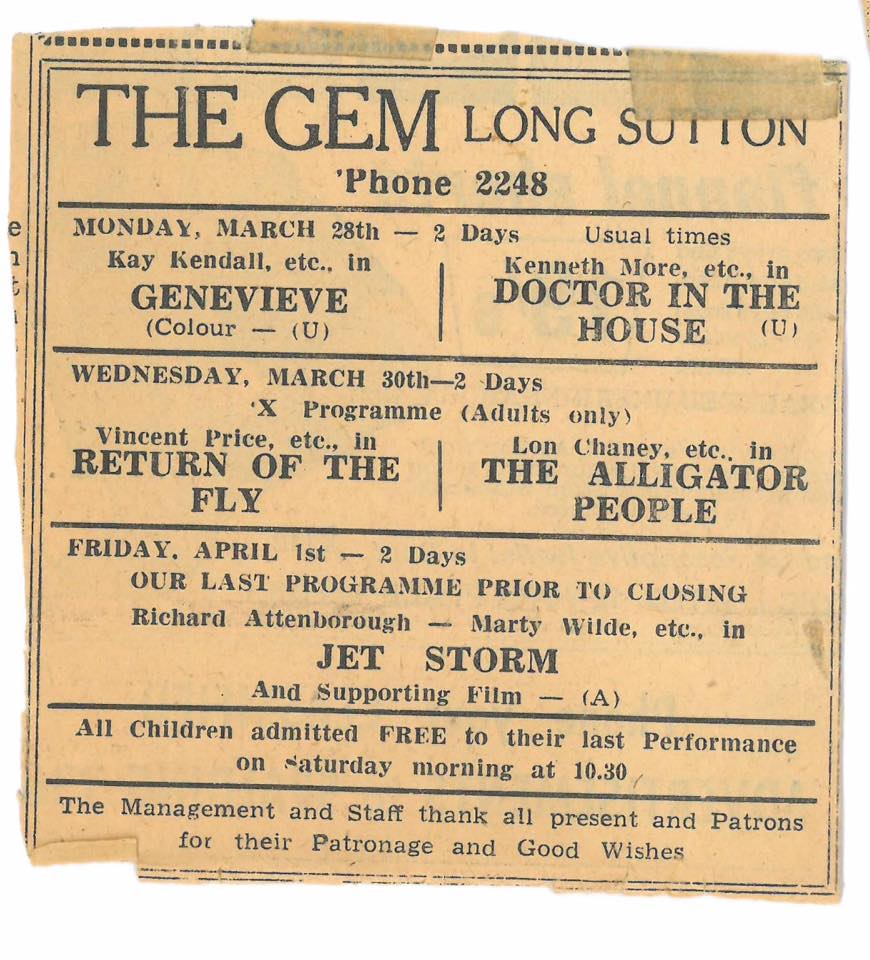 THE GEM LONG SUTTON
'Phone 2248
MONDAY, MARCH 28th — 2 Days Usual times
Kay Kendall, etc., in
GENEVIEVE
(Colour — (U)
Kenneth More, etc., in
DOCTOR IN THE
HOUSE (U)
WEDNESDAY, MARCH 30th—2 Days
'X Programme (Adults only)
Vincent Price, etc., in
RETURN OF THE
FLY
Lon Chaney, etc., in
THE ALLIGATOR
PEOPLE
FRIDAY, APRIL 1st — 2 Days
OUR LAST PROGRAMME PRIOR TO CLOSING
Richard Attenborough — Marty Wilde, etc., in
JET STORM
And Supporting Film — (A)
All Children admitted FREE to their last Performance
on Saturday morning at 10.30
The Management and Staff thank all present and Patrons
for their Patronage and Good Wishes